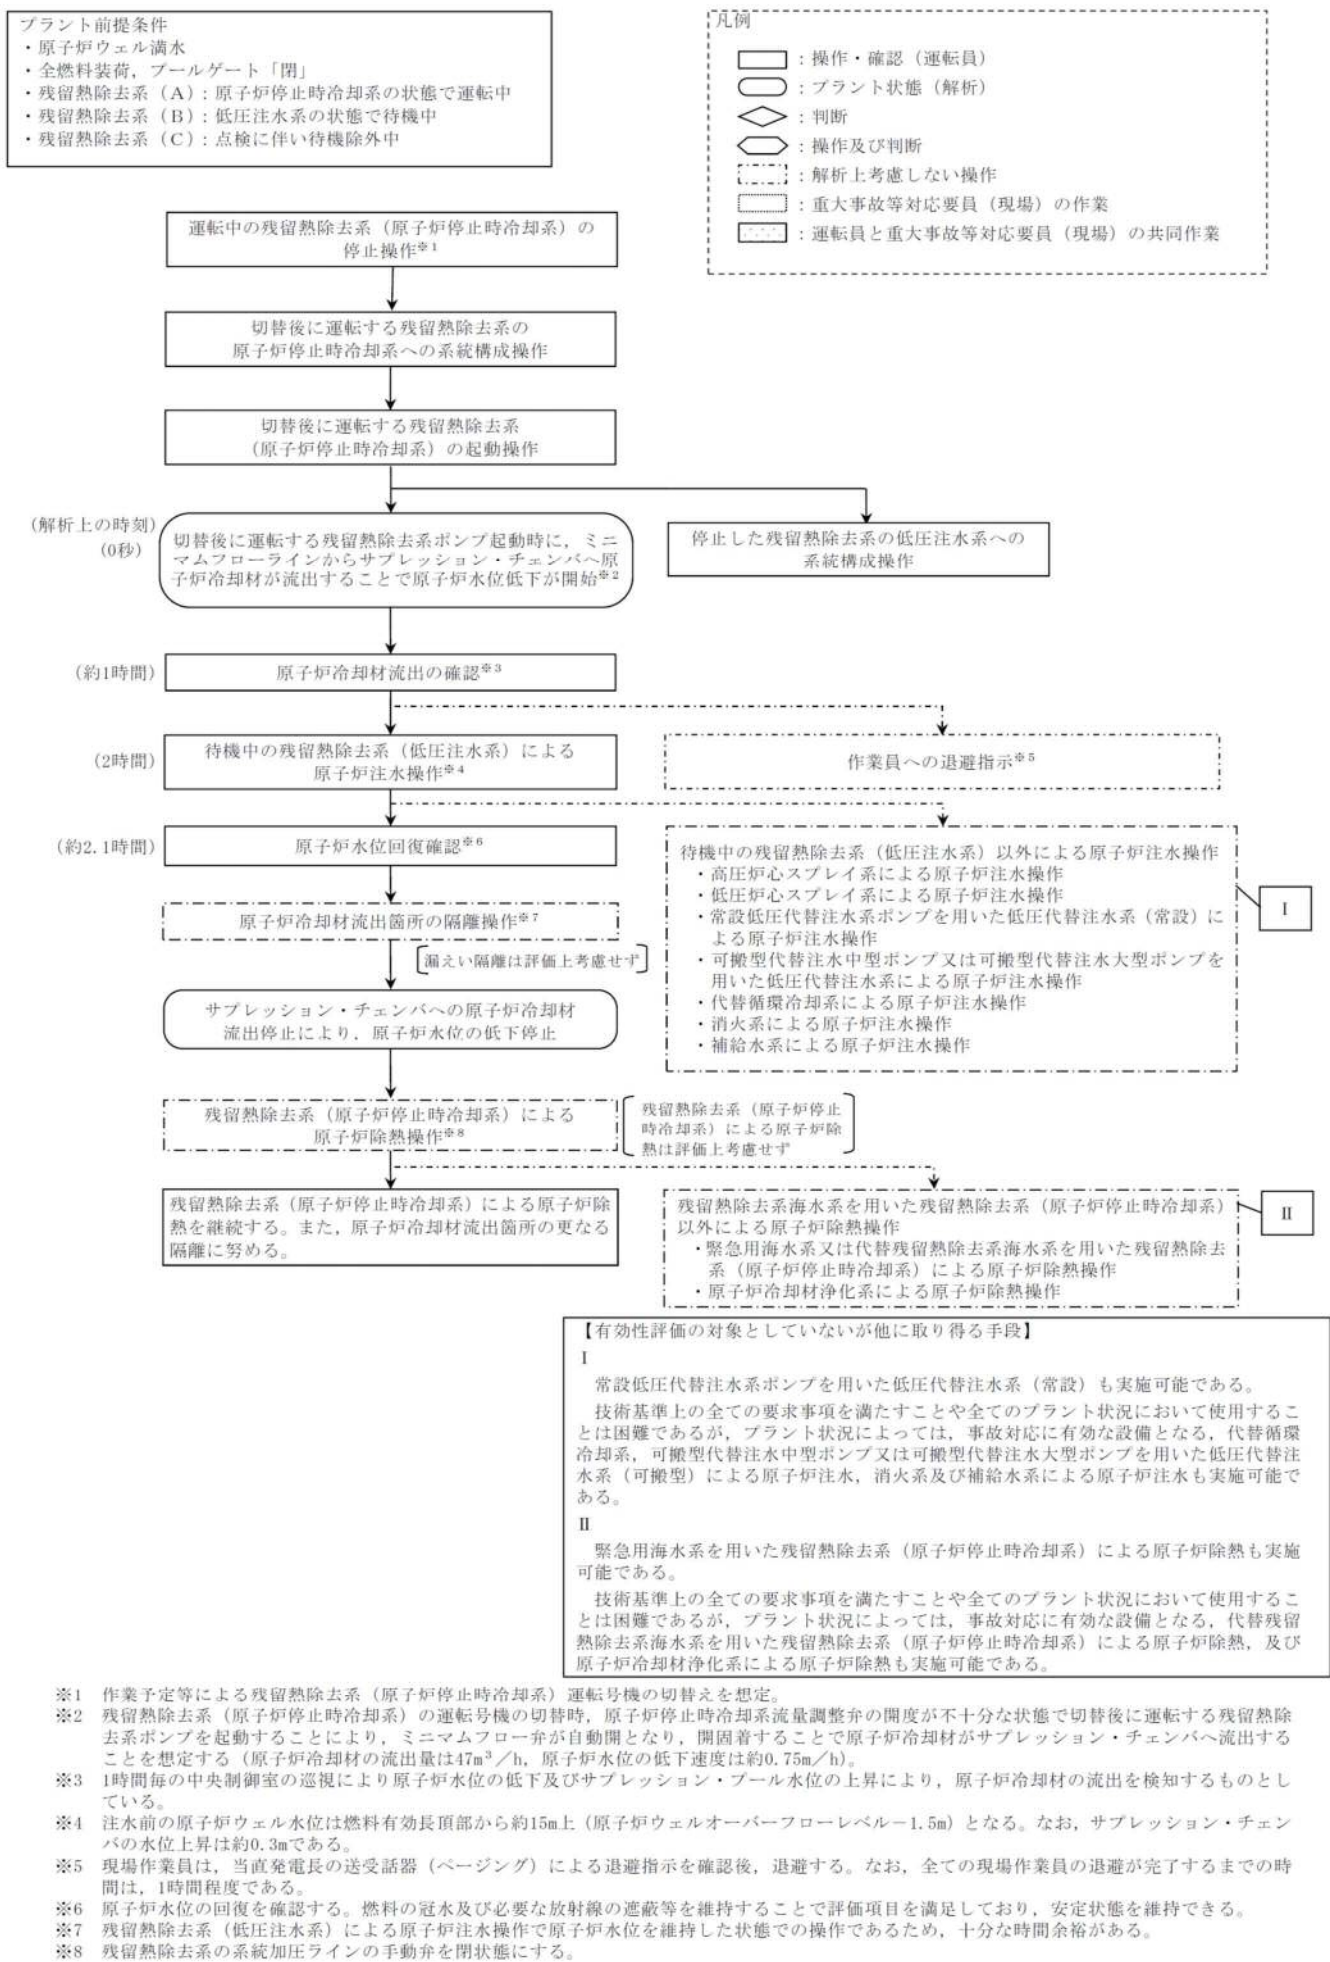 プラント前提条件
・原子炉ウェル満水
・全燃料装荷，プールゲート「閉」
・残留熱除去系（A）：原子炉停止時冷却系の状態で運転中
・残留熱除去系（B）：低圧注水系の状態で待機中
・残留熱除去系（C）：点検に伴い待機除外中
凡例
：操作・確認（運転員）
：プラント状態（解析）
：判断
：操作及び判断
：解析上考慮しない操作
：重大事故等対応要員（現場）の作業
：運転員と重大事故等対応要員（現場）の共同作業
運転中の残留熱除去系（原子炉停止時冷却系）の
停止操作※1
切替後に運転する残留熱除去系の
原子炉停止時冷却系への系統構成操作
切替後に運転する残留熱除去系
（原子炉停止時冷却系）の起動操作
（解析上の時刻）
（0秒）
切替後に運転する残留熱除去系ポンプ起動時に，ミニ
マムフローラインからサプレッション・チェンバへ原
子炉冷却材が流出することで原子炉水位低下が開始※2
停止した残留熱除去系の低圧注水系への
系統構成操作
（約1時間）
原子炉冷却材流出の確認※3
（2時間）
待機中の残留熱除去系（低圧注水系）による
原子炉注水操作※4
作業員への退避指示※5
（約2.1時間）
原子炉水位回復確認※6
待機中の残留熱除去系（低圧注水系）以外による原子炉注水操作
・高圧炉心スプレイ系による原子炉注水操作
・低圧炉心スプレイ系による原子炉注水操作
・常設低圧代替注水系ポンプを用いた低圧代替注水系（常設）に
よる原子炉注水操作
・可搬型代替注水中型ポンプ又は可搬型代替注水大型ポンプを
用いた低圧代替注水系による原子炉注水操作
・代替循環冷却系による原子炉注水操作
・消火系による原子炉注水操作
・補給水系による原子炉注水操作
Ⅰ
原子炉冷却材流出箇所の隔離操作※7
漏えい隔離は評価上考慮せず
サプレッション・チェンバへの原子炉冷却材
流出停止により，原子炉水位の低下停止
残留熱除去系（原子炉停止時冷却系）による
原子炉除熱操作※8
残留熱除去系（原子炉停止
時冷却系）による原子炉除
熱は評価上考慮せず
残留熱除去系（原子炉停止時冷却系）による原子炉除
熱を継続する。また，原子炉冷却材流出箇所の更なる
隔離に努める。
残留熱除去系海水系を用いた残留熱除去系（原子炉停止時冷却系）
以外による原子炉除熱操作
・緊急用海水系又は代替残留熱除去系海水系を用いた残留熱除去
系（原子炉停止時冷却系）による原子炉除熱操作
・原子炉冷却材浄化系による原子炉除熱操作
Ⅱ
【有効性評価の対象としていないが他に取り得る手段】
Ⅰ
常設低圧代替注水系ポンプを用いた低圧代替注水系（常設）も実施可能である。
技術基準上の全ての要求事項を満たすことや全てのプラント状況において使用するこ
とは困難であるが，プラント状況によっては，事故対応に有効な設備となる，代替循環
冷却系，可搬型代替注水中型ポンプ又は可搬型代替注水大型ポンプを用いた低圧代替注
水系（可搬型）による原子炉注水，消火系及び補給水系による原子炉注水も実施可能で
ある。
Ⅱ
緊急用海水系を用いた残留熱除去系（原子炉停止時冷却系）による原子炉除熱も実施
可能である。
技術基準上の全ての要求事項を満たすことや全てのプラント状況において使用するこ
とは困難であるが，プラント状況によっては，事故対応に有効な設備となる，代替残留
熱除去系海水系を用いた残留熱除去系（原子炉停止時冷却系）による原子炉除熱，及び
原子炉冷却材浄化系による原子炉除熱も実施可能である。
※1 作業予定等による残留熱除去系（原子炉停止時冷却系）運転号機の切替えを想定。
※2 残留熱除去系（原子炉停止時冷却系）の運転号機の切替時，原子炉停止時冷却系流量調整弁の開度が不十分な状態で切替後に運転する残留熱除
去系ポンプを起動することにより，ミニマムフロー弁が自動開となり，開固着することで原子炉冷却材がサプレッション・チェンバへ流出する
ことを想定する（原子炉冷却材の流出量は47m³／h，原子炉水位の低下速度は約0.75m／h）。
※3 1時間毎の中央制御室の巡視により原子炉水位の低下及びサプレッション・プール水位の上昇により，原子炉冷却材の流出を検知するものとし
ている。
※4 注水前の原子炉ウェル水位は燃料有効長頂部から約15m上（原子炉ウェルオーバーフローレベル－1.5m）となる。なお，サプレッション・チェン
バの水位上昇は約0.3mである。
※5 現場作業員は，当直発電長の送受話器（ページング）による退避指示を確認後，退避する。なお，全ての現場作業員の退避が完了するまでの時
間は，1時間程度である。
※6 原子炉水位の回復を確認する。燃料の冠水及び必要な放射線の遮蔽等を維持することで評価項目を満足しており，安定状態を維持できる。
※7 残留熱除去系（低圧注水系）による原子炉注水操作で原子炉水位を維持した状態での操作であるため，十分な時間余裕がある。
※8 残留熱除去系の系統加圧ラインの手動弁を閉状態にする。